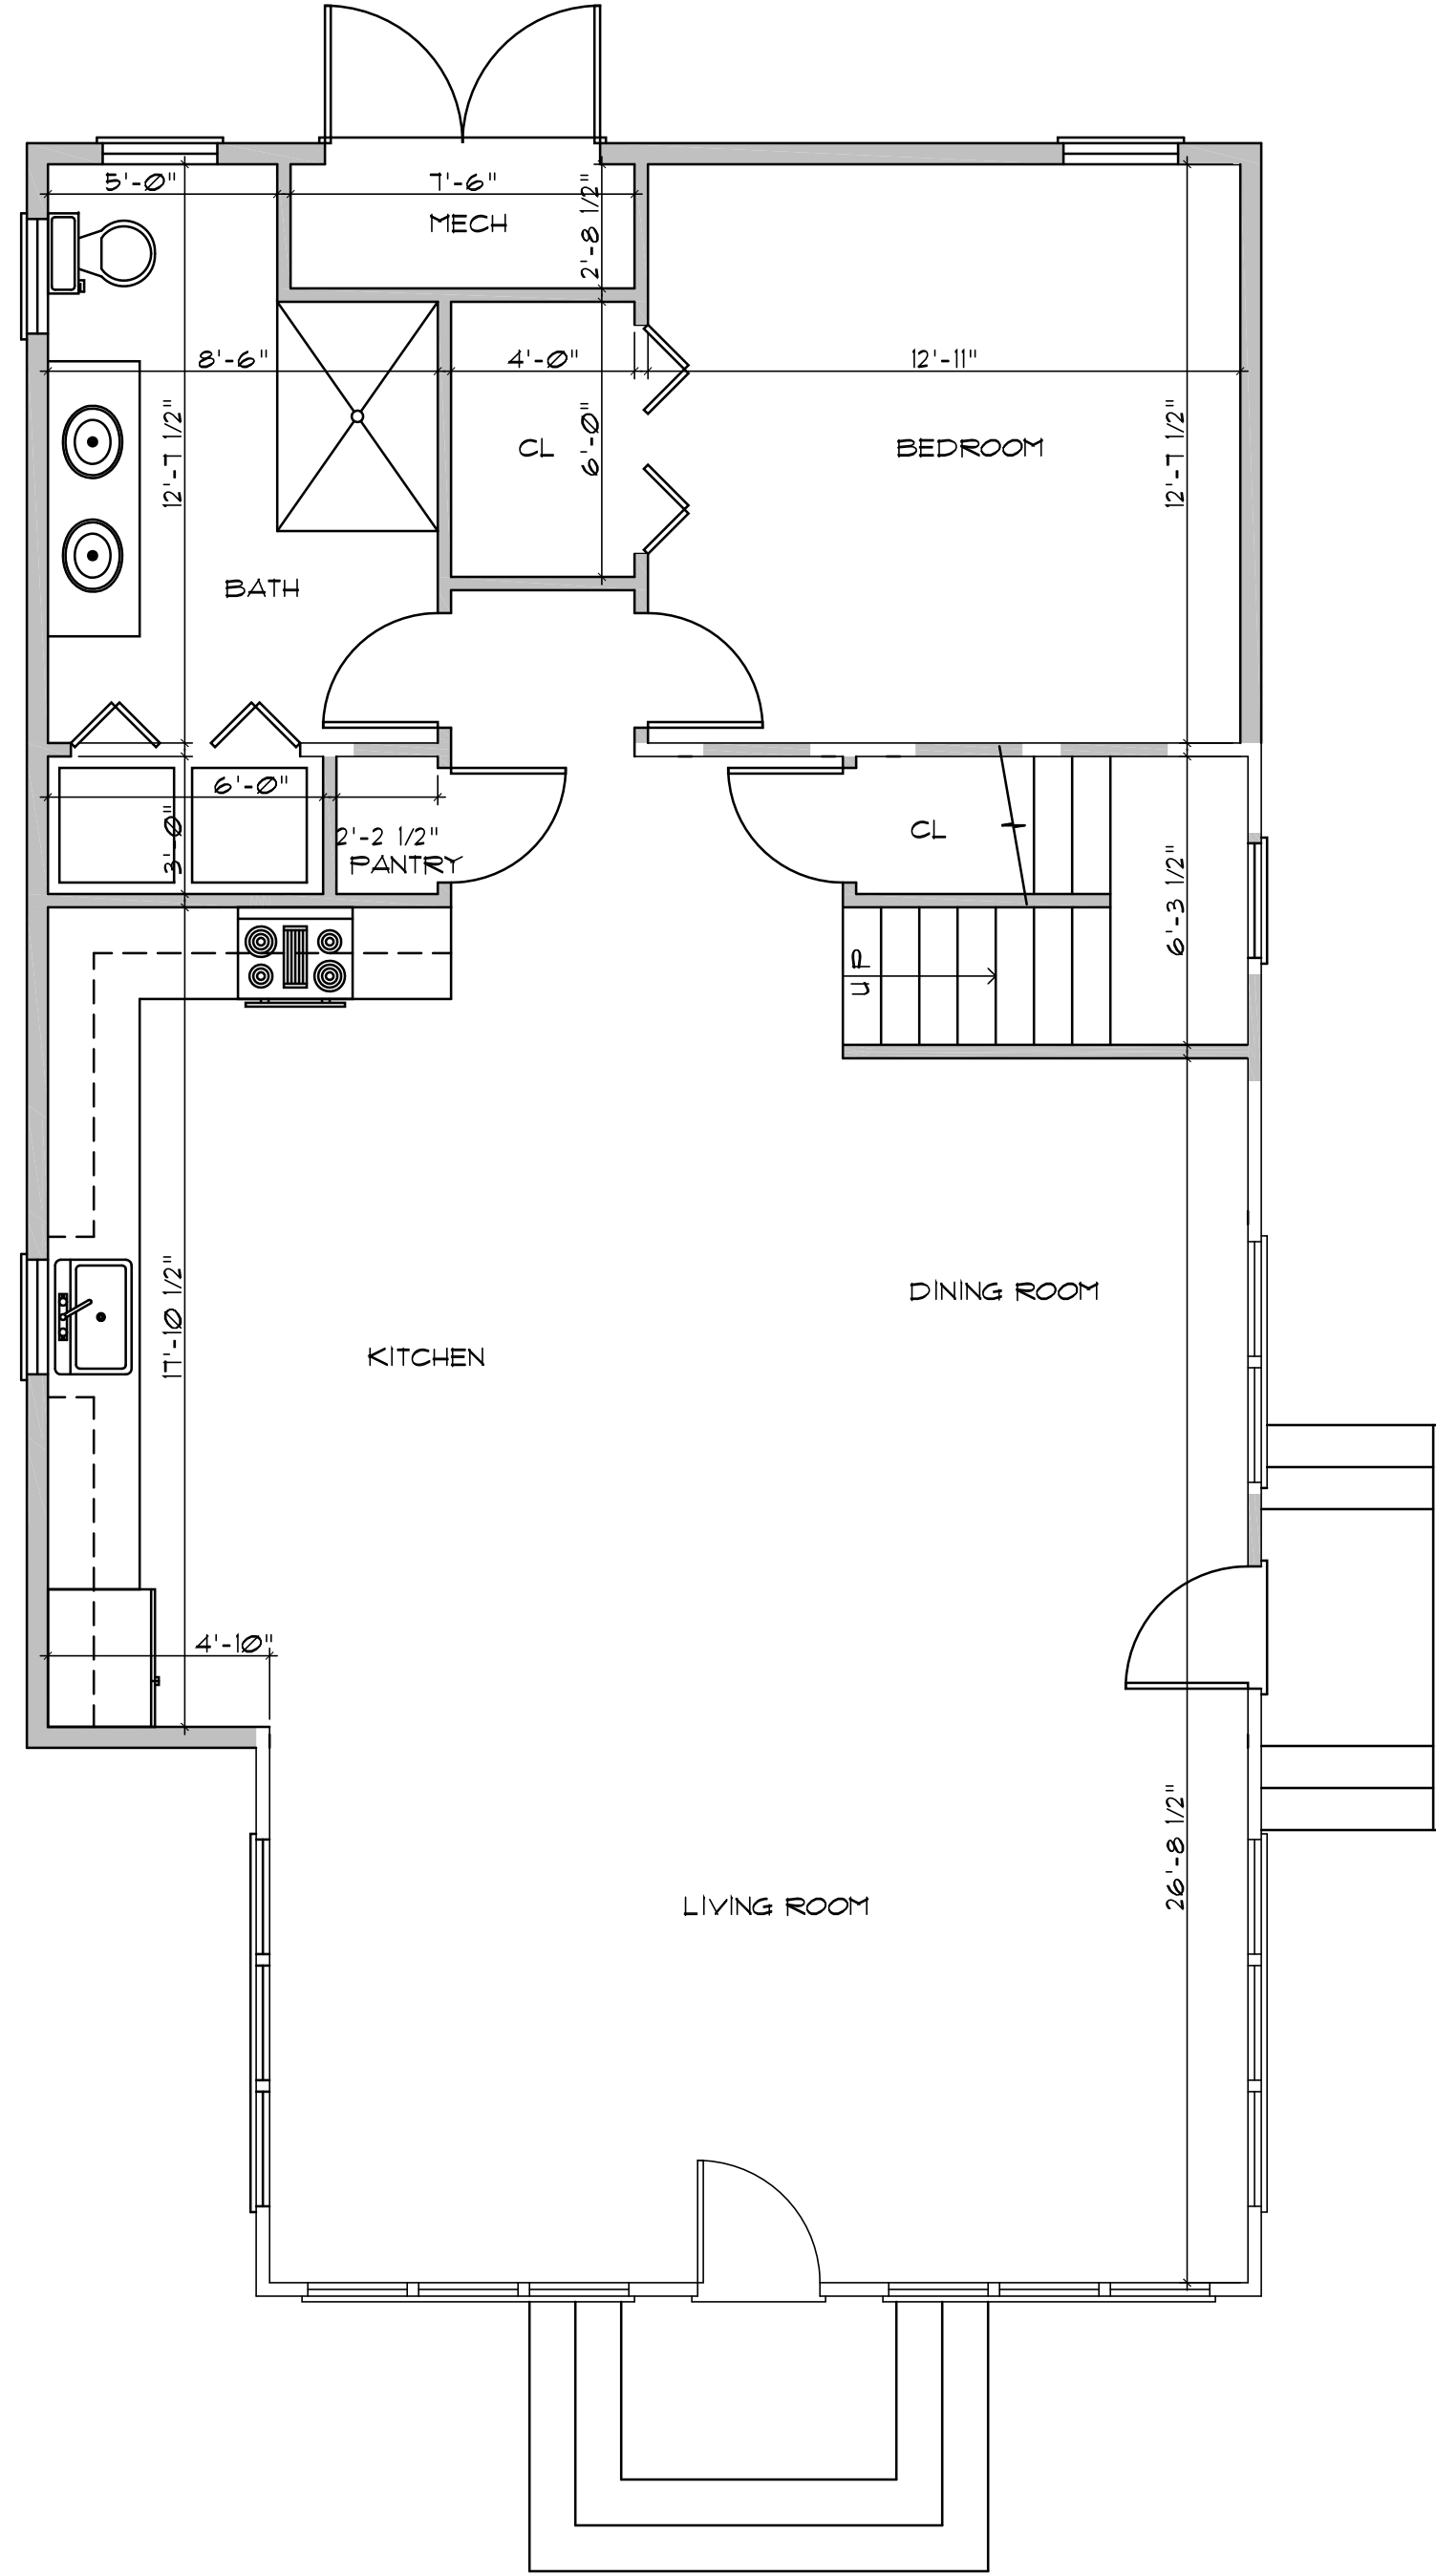 5'-0"
7'-6"
MECH
2'-8 1/2"
8'-6"
4'-0"
12'-11"
12'-7 1/2"
CL
6'-0"
BEDROOM
12'-7 1/2"
BATH
6'-0"
3'-0"
2'-2 1/2"
PANTRY
CL
6'-3 1/2"
UP
17'-10 1/2"
DINING ROOM
KITCHEN
4'-10"
26'-8 1/2"
LIVING ROOM